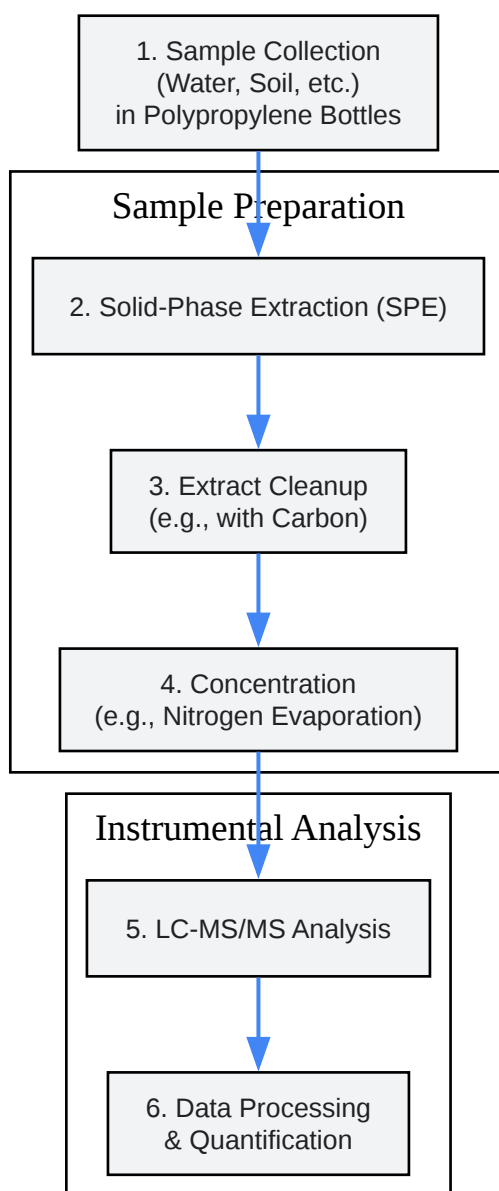 1. Sample Collection
(Water, Soil, etc.)
in Polypropylene Bottles
Sample Preparation
2. Solid-Phase Extraction (SPE)
3. Extract Cleanup
(e.g., with Carbon)
4. Concentration
(e.g., Nitrogen Evaporation)
Instrumental Analysis
5. LC-MS/MS Analysis
6. Data Processing
& Quantification